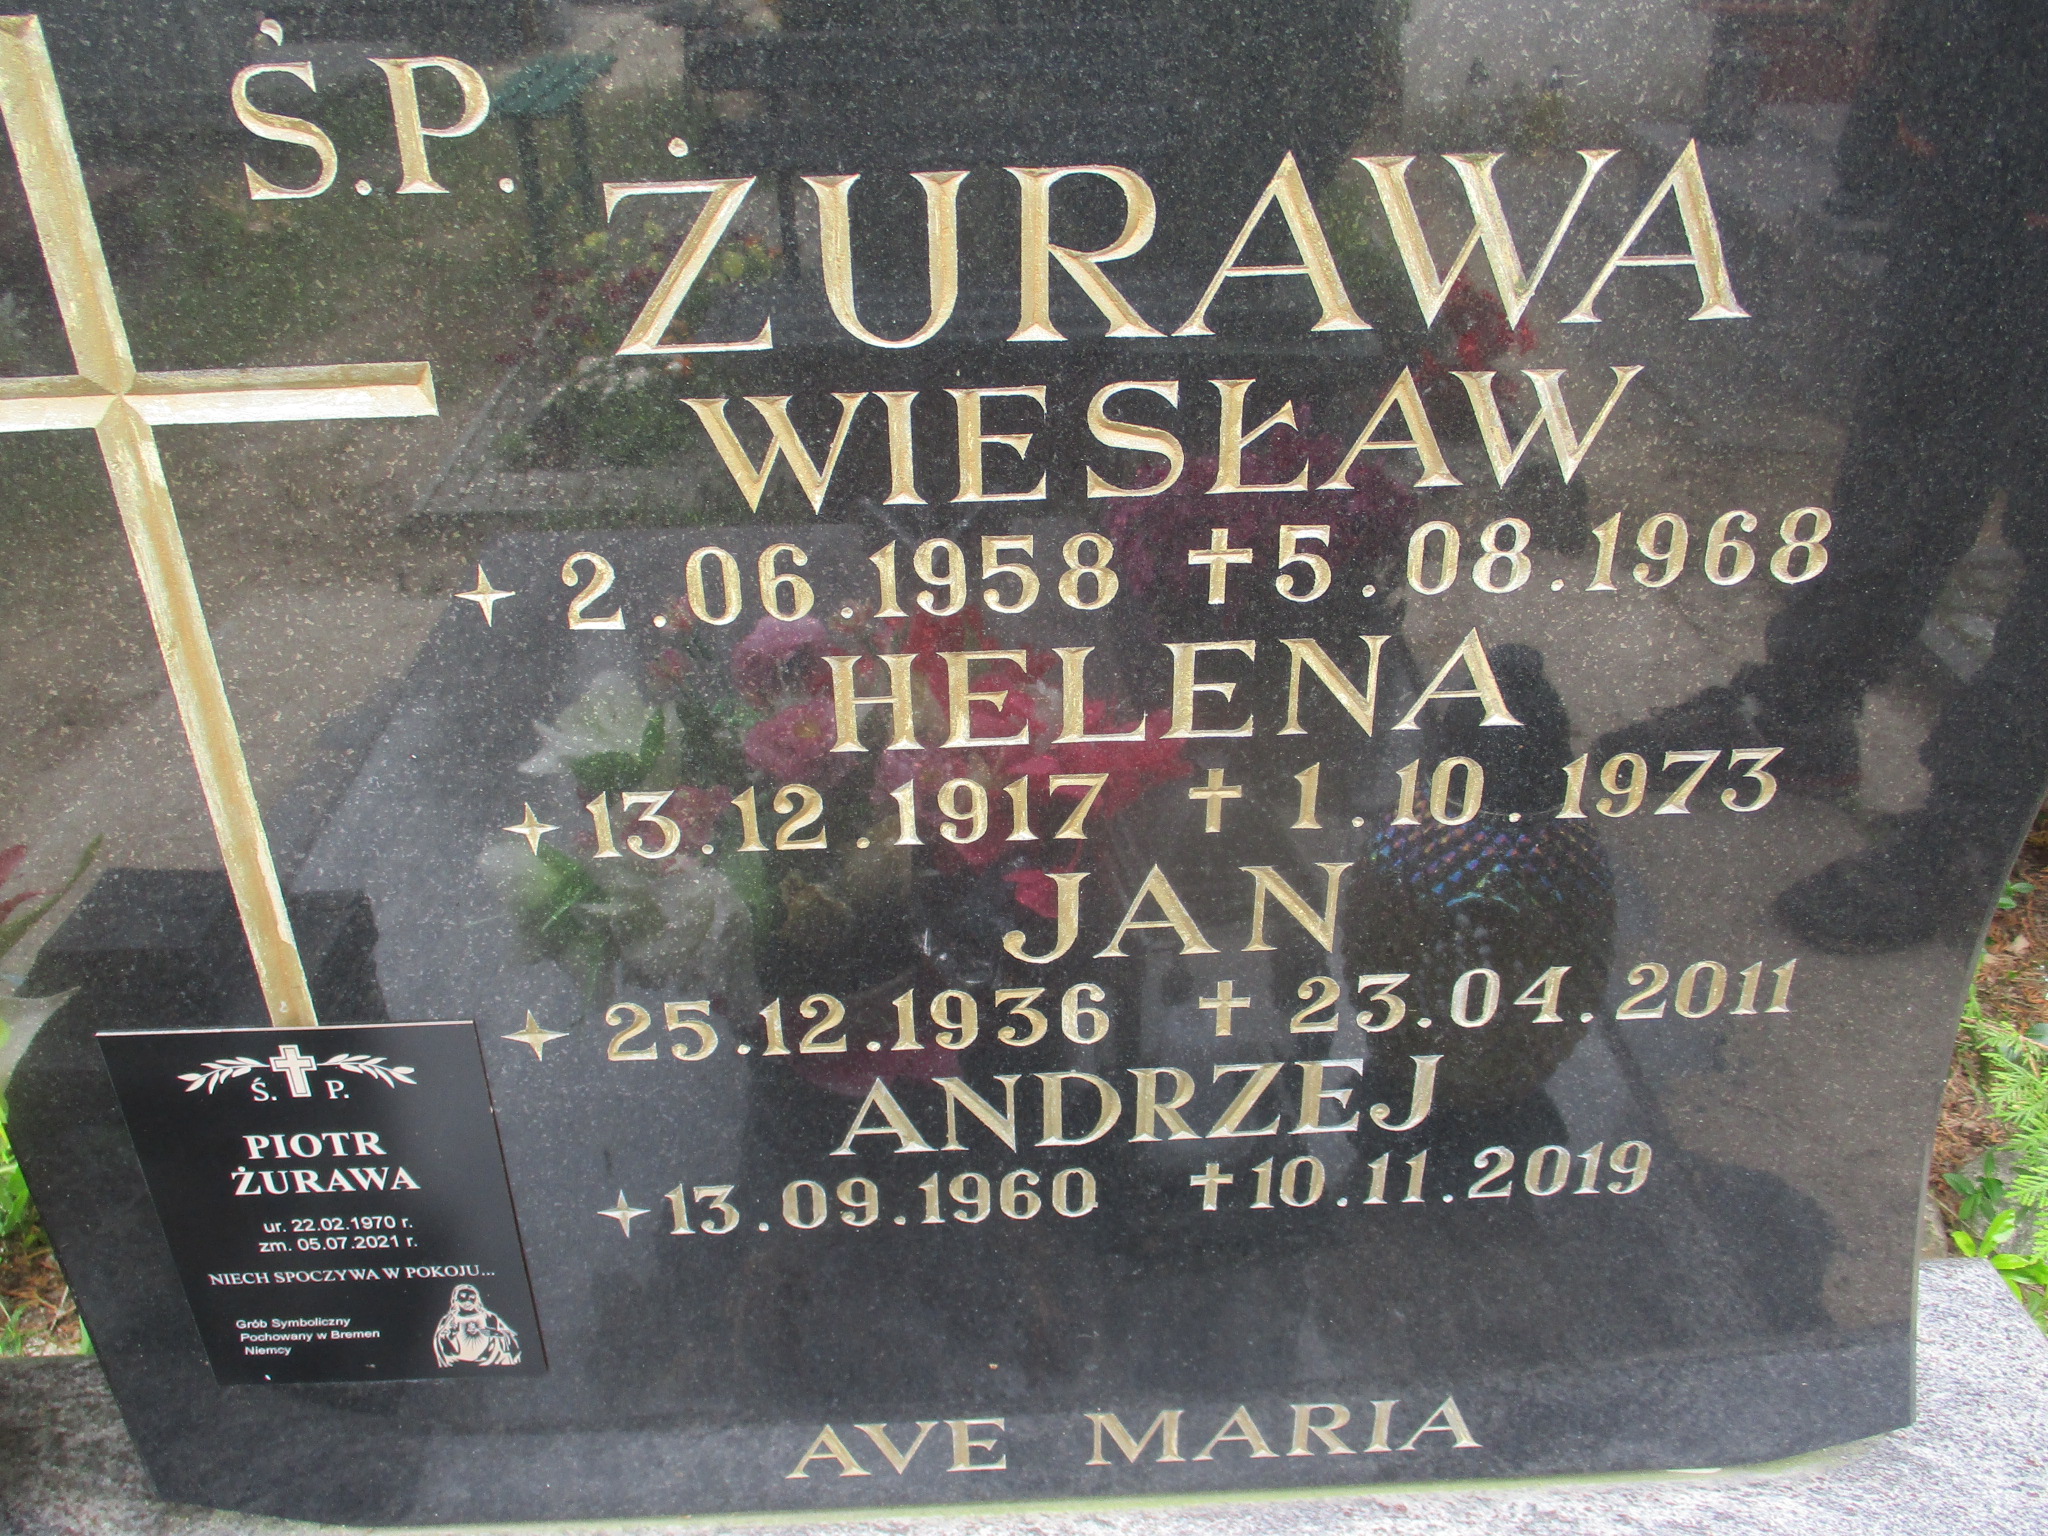 Ś.P.
ŻURAWA
WIESŁAW
2.06.1958 ✝ 5.08.1968
HELENA
13.12.1917 ✝ 1.10.1973
JAN
25.12.1936 ✝ 23.04.2011
ANDRZEJ
13.09.1960 ✝ 10.11.2019
AVE MARIA
Ś. P.
PIOTR
ŻURAWA
ur. 22.02.1970 r.
zm. 05.07.2021 r.
NIECH SPOCZYWA W POKOJU...
Grób Symboliczny
Pochowany w Bremen
Niemcy